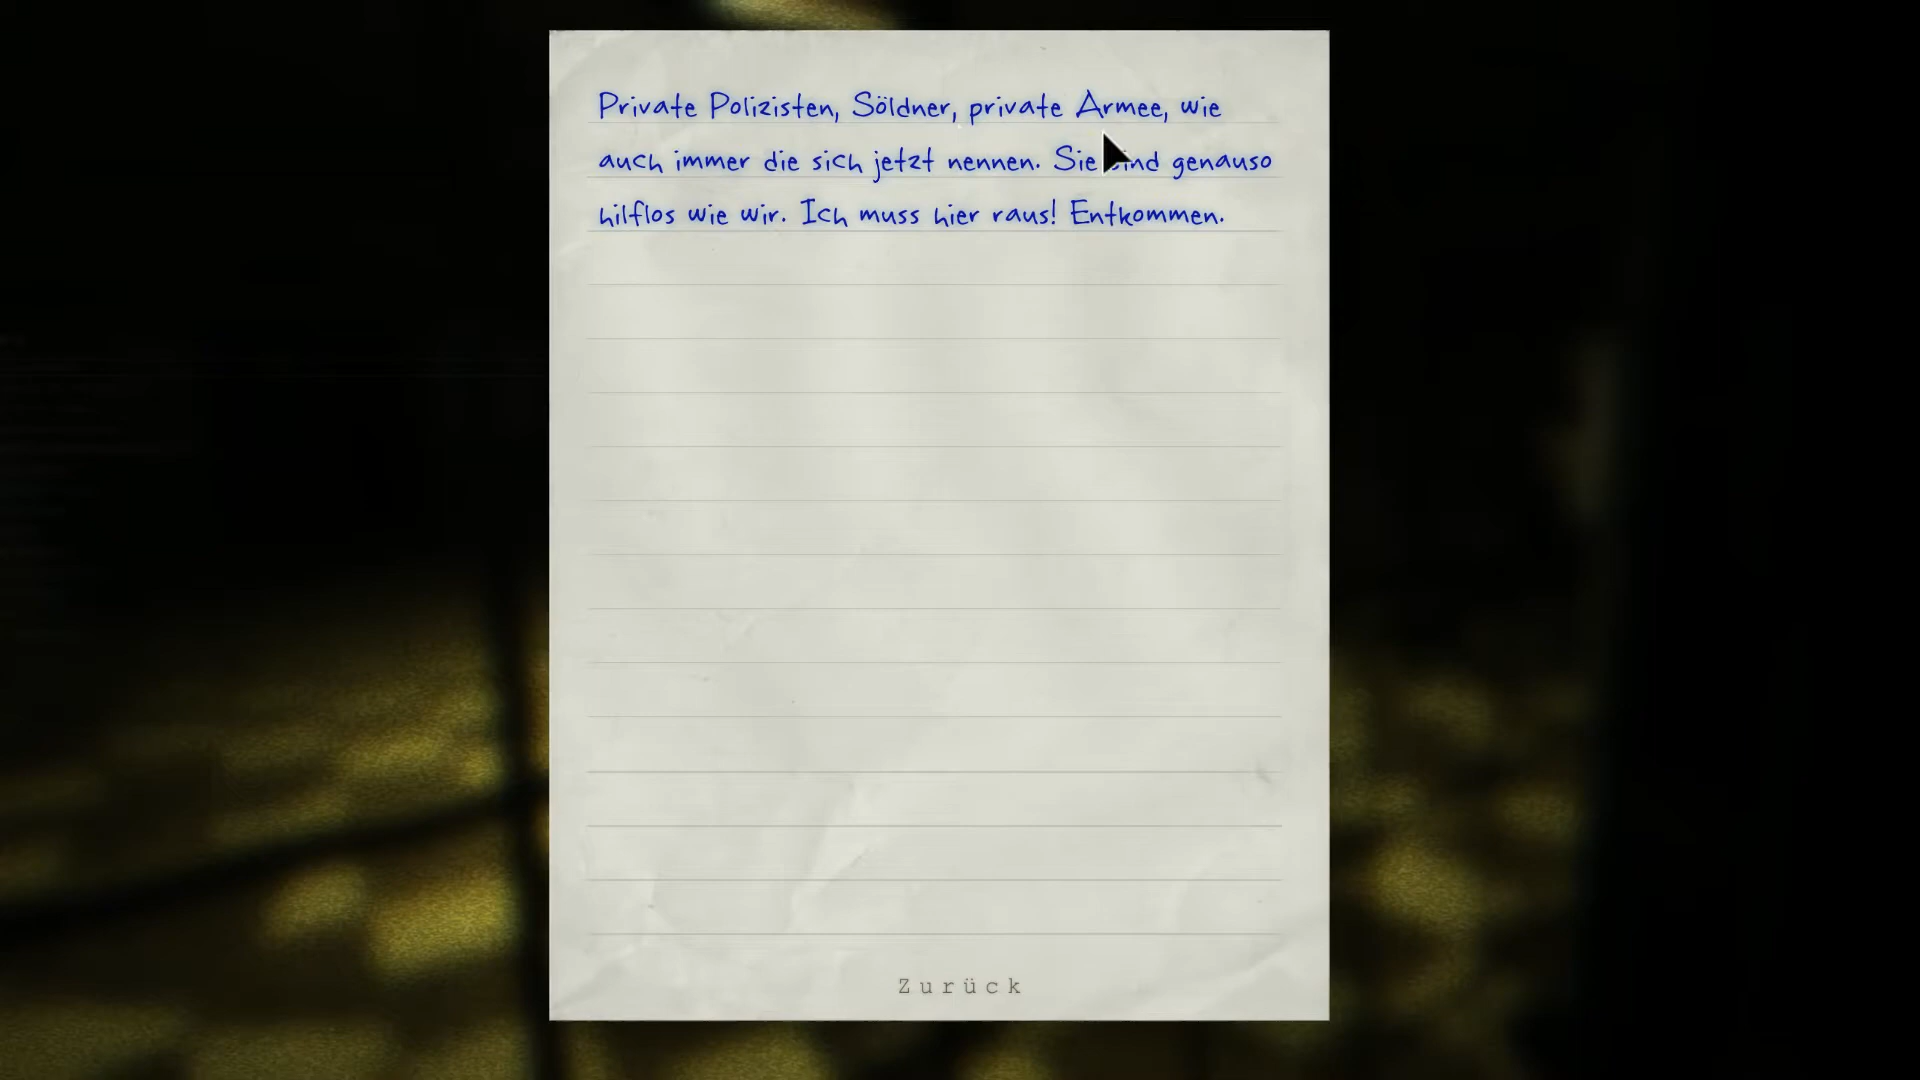 Private Polizisten, Söldner, private Armee, wie
auch immer die sich jetzt nennen. Sie sind genauso
hilflos wie wir. Ich muss hier raus! Entkommen.
Zurück